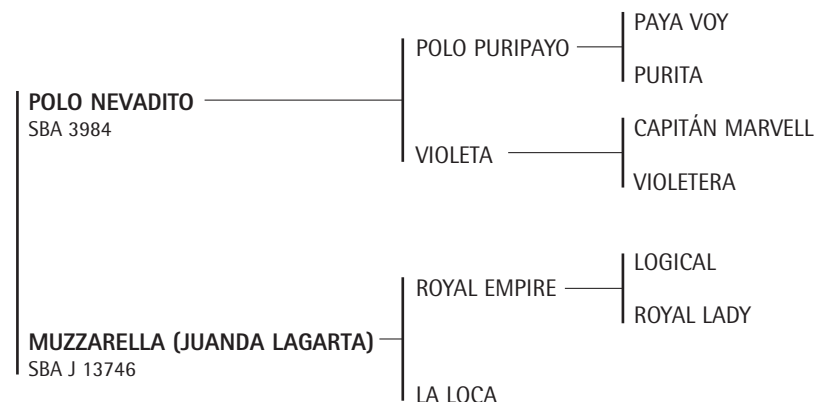 PAYA VOY
POLO PURIPAYO
PURITA
POLO NEVADITO
SBA 3984
CAPITÁN MARVELL
VIOLETA
VIOLETERA
LOGICAL
ROYAL EMPIRE
ROYAL LADY
MUZZARELLA (JUANDA LAGARTA)
SBA J 13746
LA LOCA